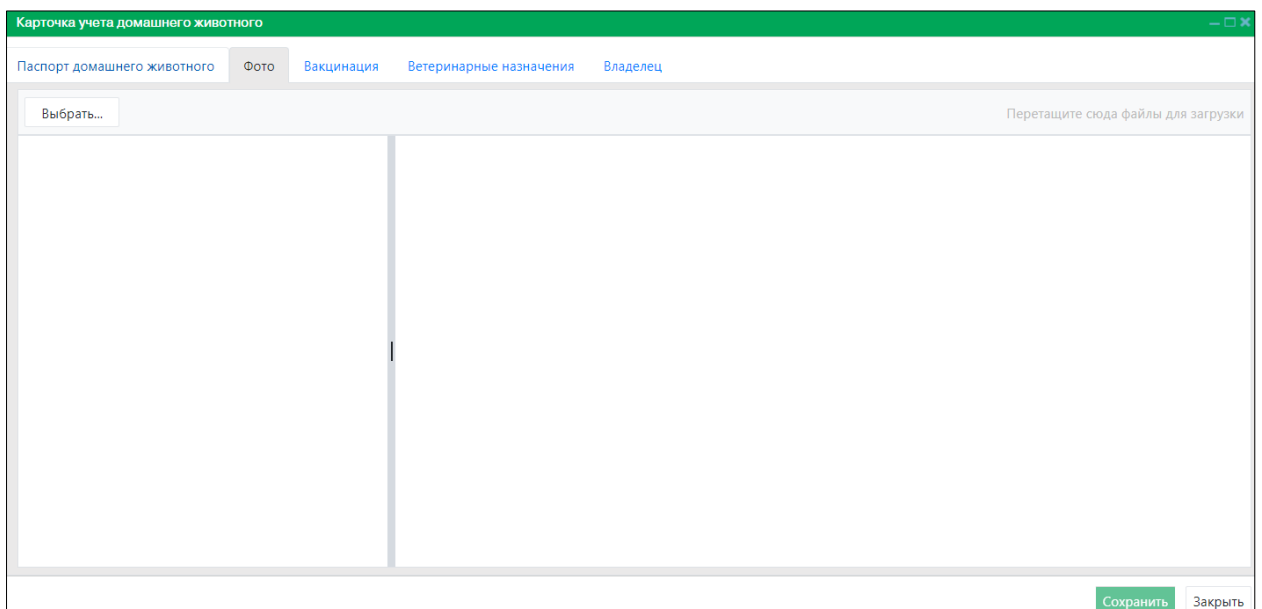 Карточка учета домашнего животного
Паспорт домашнего животного Фото Вакцинация Ветеринарные назначения Владелец
Выбрать... Перетащите сюда файлы для загрузки
Сохранить Закрыть